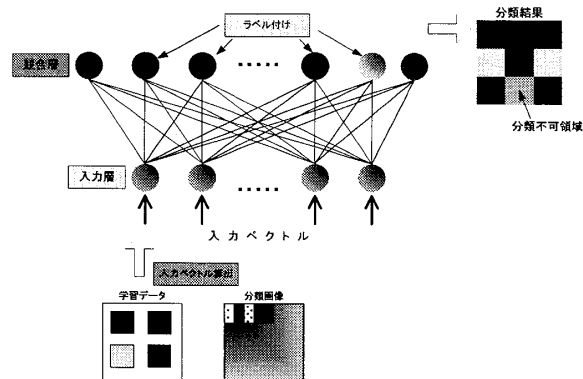 ラベル付け
分類結果
競合層
分類不可領域
入力層
入力ベクトル
入力ベクトル算出
学習データ
分類画像